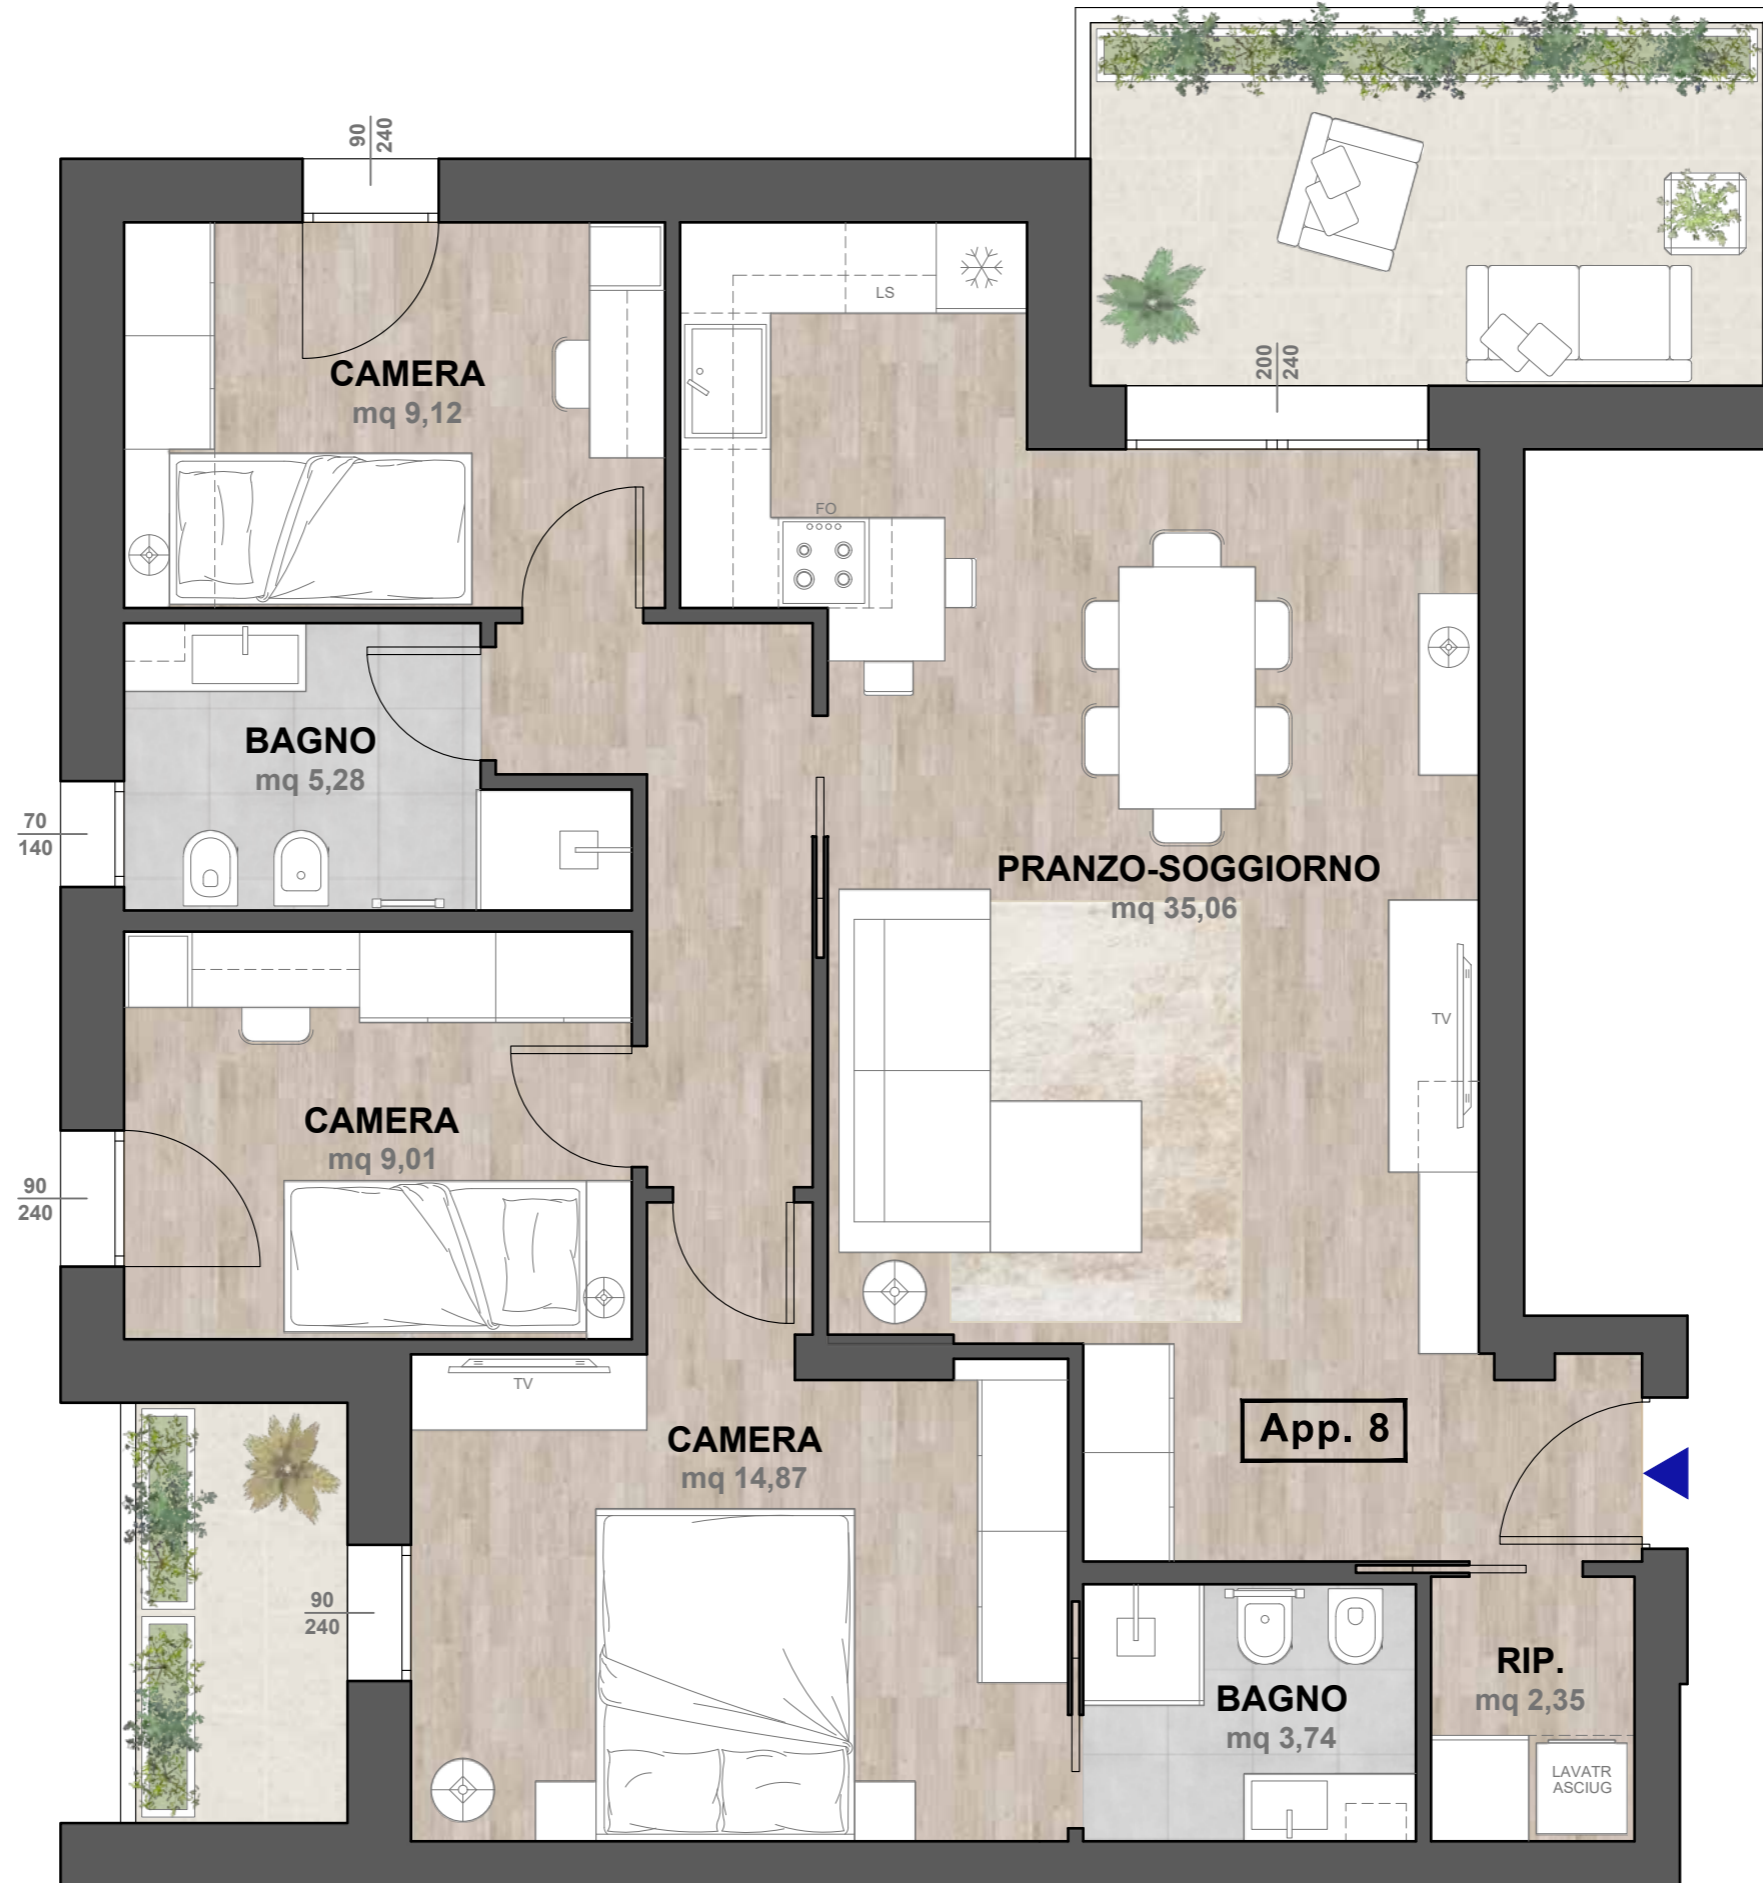 90
240
LS
200
240
CAMERA
mq 9,12
FO
BAGNO
mq 5,28
70
140
PRANZO-SOGGIORNO
mq 35,06
TV
CAMERA
mq 9,01
90
240
TV
App. 8
CAMERA
mq 14,87
90
240
RIP.
mq 2,35
BAGNO
mq 3,74
LAVATR
ASCIUG